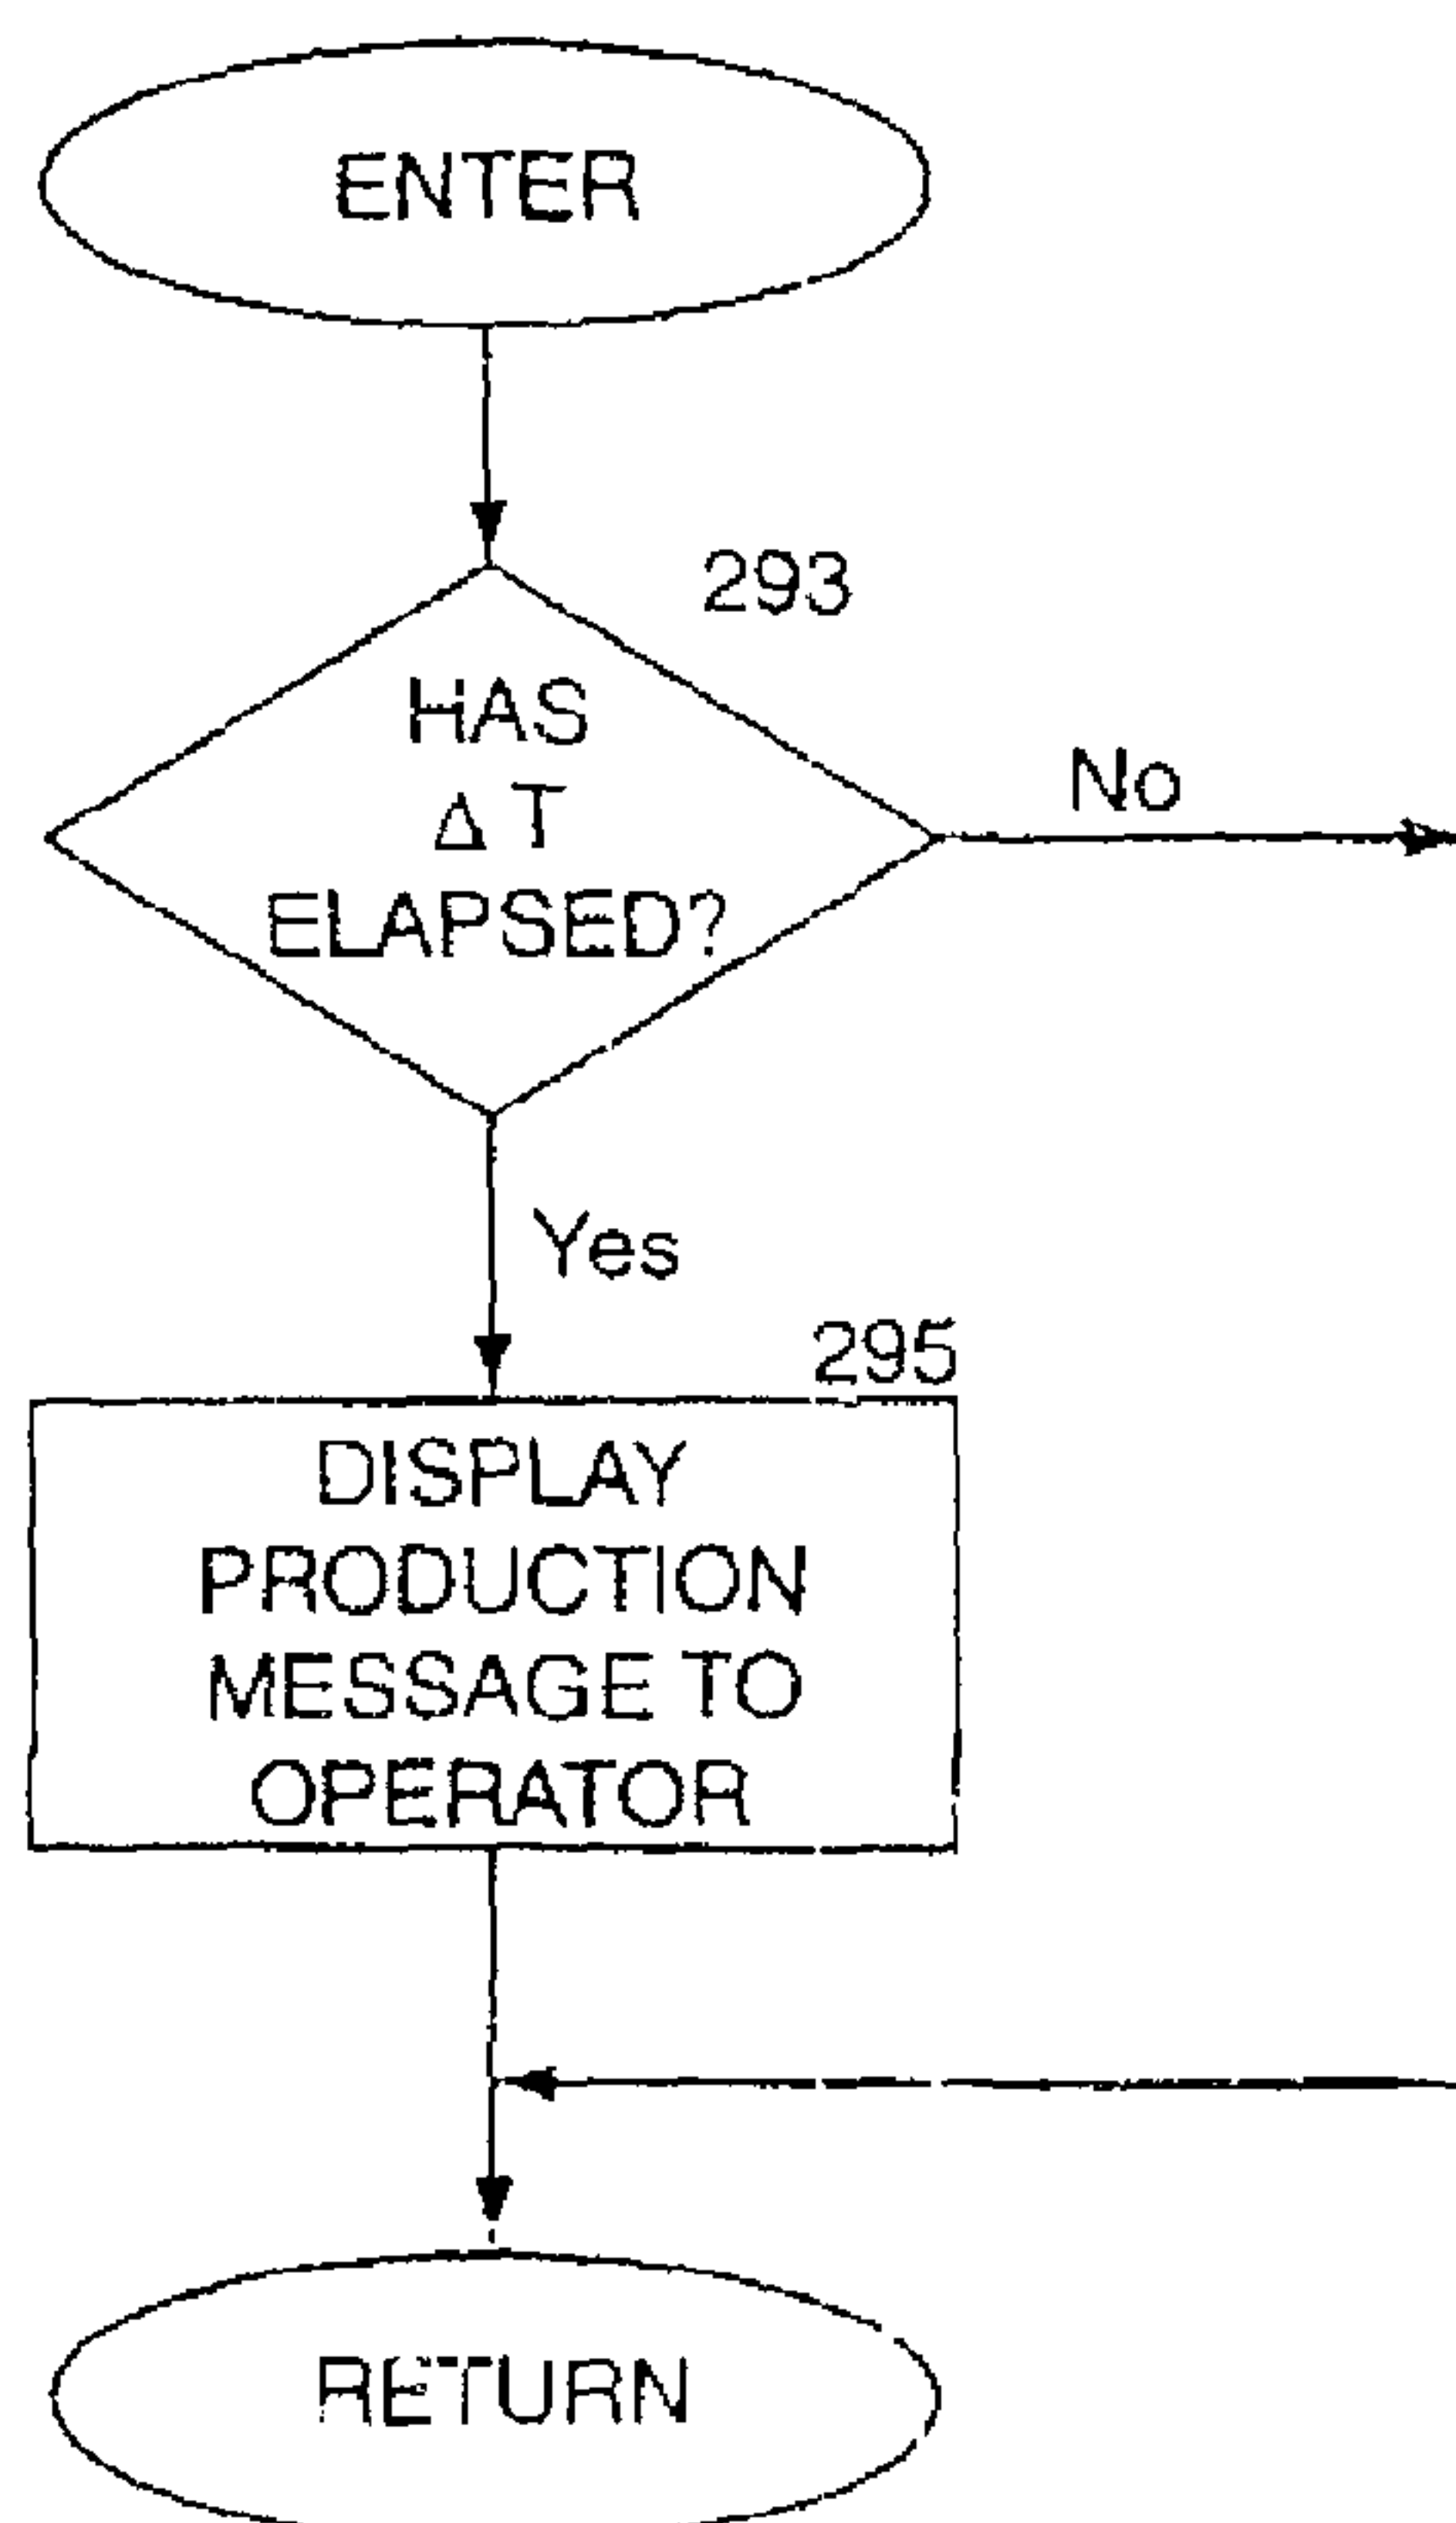 ENTER
293
HAS
Δ T
ELAPSED?
No
Yes
295
DISPLAY
PRODUCTION
MESSAGE TO
OPERATOR
RETURN